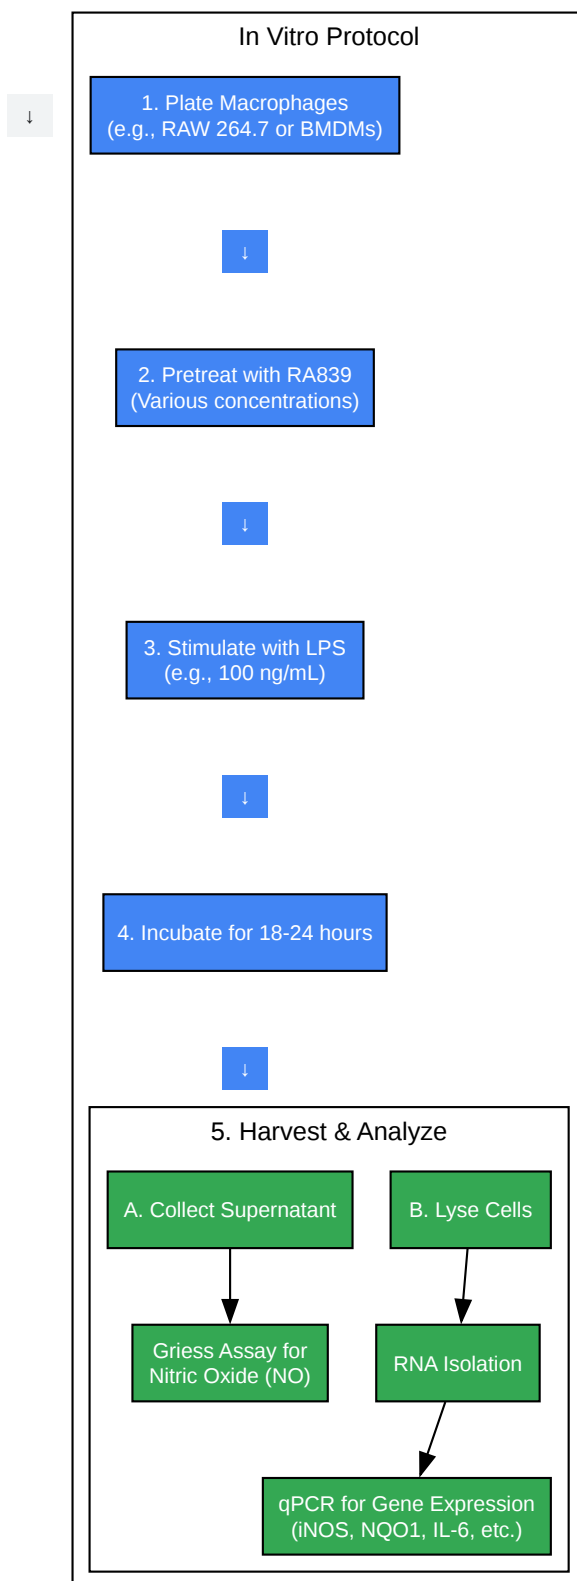 In Vitro Protocol
↓
1. Plate Macrophages
(e.g., RAW 264.7 or BMDMs)
↓
2. Pretreat with RA839
(Various concentrations)
↓
3. Stimulate with LPS
(e.g., 100 ng/mL)
↓
4. Incubate for 18-24 hours
↓
5. Harvest & Analyze
A. Collect Supernatant
B. Lyse Cells
Griess Assay for
Nitric Oxide (NO)
RNA Isolation
qPCR for Gene Expression
(iNOS, NQO1, IL-6, etc.)